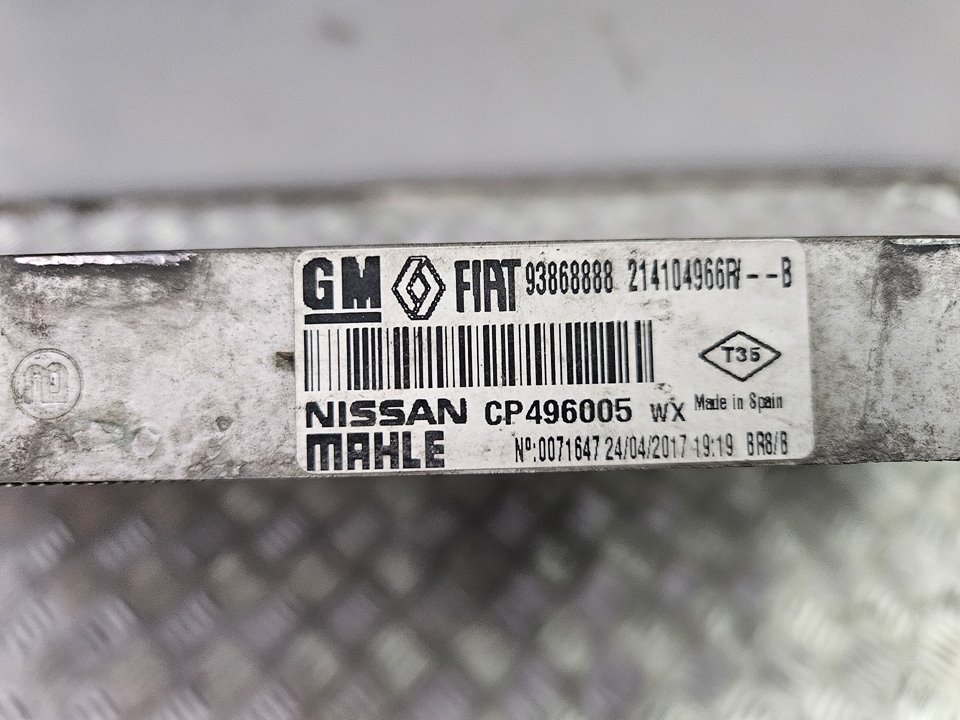 GM FIAT 93868888 214104966R/--B
T35
NISSAN CP496005 WX Made in Spain
MAHLE Nº:0071647 24/04/2017 19:19 BR8/B